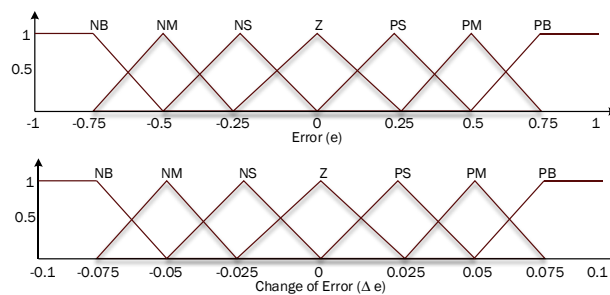 NB NM NS Z PS PM PB
1
0.5
-1 -0.75 -0.5 -0.25 0 0.25 0.5 0.75 1
Error (e)
NB NM NS Z PS PM PB
1
0.5
-0.1 -0.075 -0.05 -0.025 0 0.025 0.05 0.075 0.1
Change of Error (Δ e)